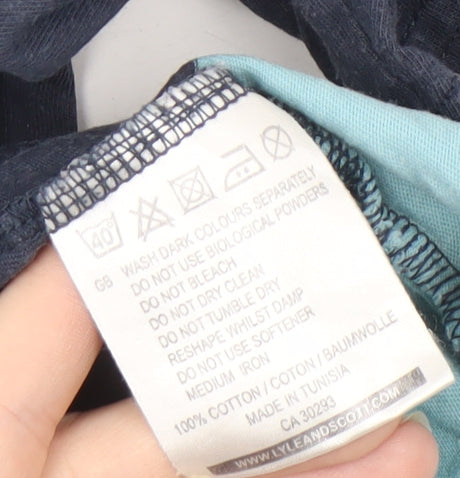 40°
GB
WASH DARK COLOURS SEPARATELY
DO NOT USE BIOLOGICAL POWDERS
DO NOT BLEACH
DO NOT DRY CLEAN
DO NOT TUMBLE DRY
RESHAPE WHILST DAMP
DO NOT USE SOFTENER
MEDIUM IRON
100% COTTON / COTON / BAUMWOLLE
MADE IN TUNISIA
CA 30293
WWW.LYLEANDSCOTT.COM